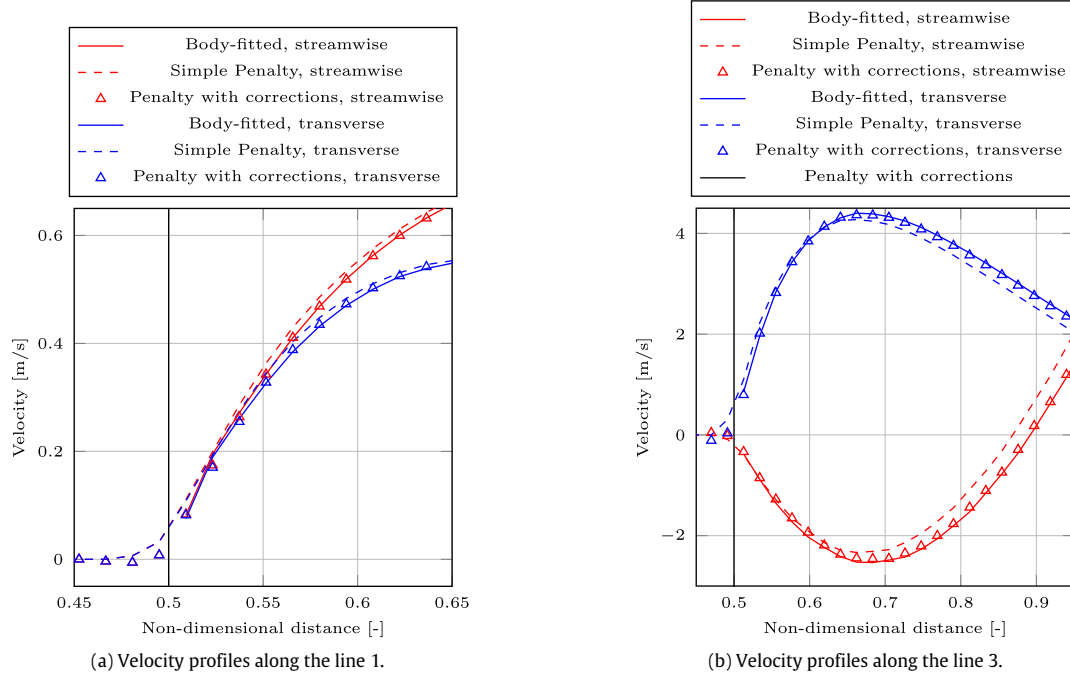 Body-fitted, streamwise
Simple Penalty, streamwise
Penalty with corrections, streamwise
Body-fitted, transverse
Simple Penalty, transverse
Penalty with corrections, transverse
0.6
0.4
0.2
0
Velocity [m/s]
0.45 0.5 0.55 0.6 0.65
Non-dimensional distance [-]
(a) Velocity profiles along the line 1.
Body-fitted, streamwise
Simple Penalty, streamwise
Penalty with corrections, streamwise
Body-fitted, transverse
Simple Penalty, transverse
Penalty with corrections, transverse
Penalty with corrections
4
2
0
−2
Velocity [m/s]
0.5 0.6 0.7 0.8 0.9
Non-dimensional distance [-]
(b) Velocity profiles along the line 3.